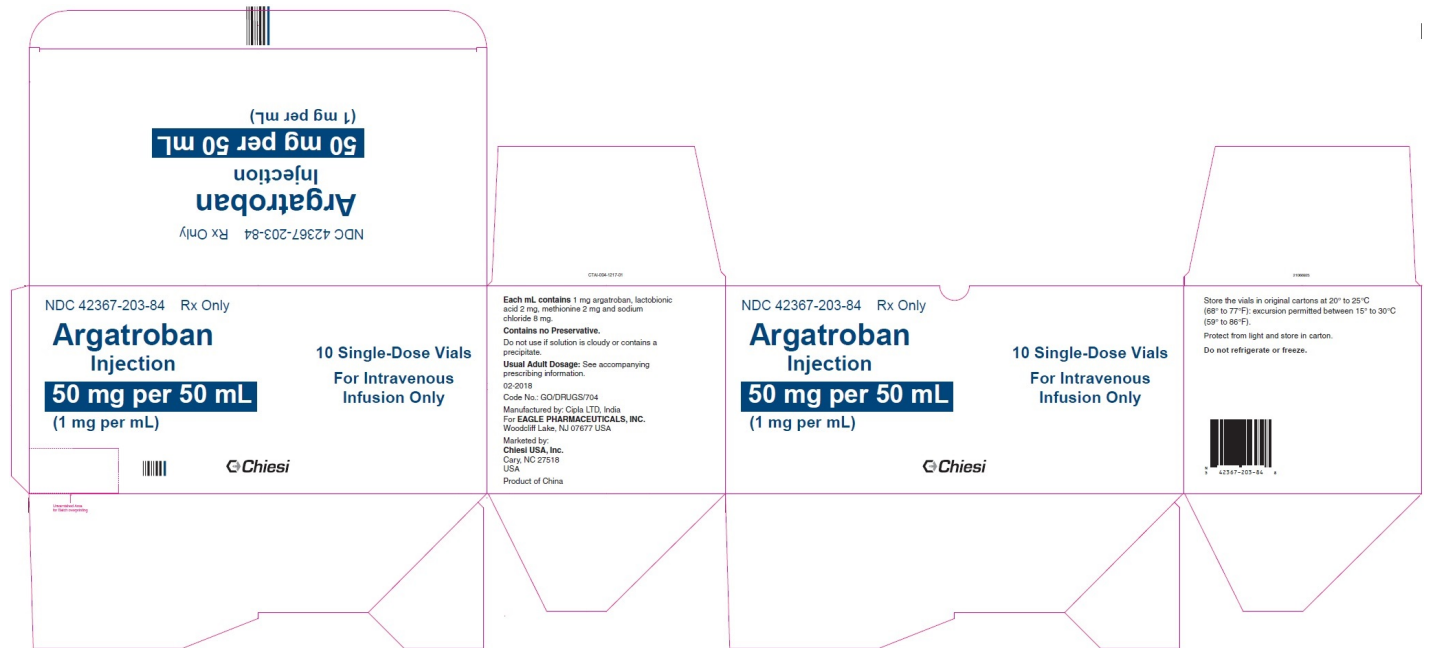 (1 mg per mL)
50 mg per 50 mL
Injection
Argatroban
NDC 42367-203-84 Rx Only
NDC 42367-203-84 Rx Only
Argatroban
Injection
50 mg per 50 mL
(1 mg per mL)
10 Single-Dose Vials
For Intravenous
Infusion Only
Chiesi
Unvarnished Area
for Batch overprinting
CTAI-004-1217-01
Each mL contains 1 mg argatroban, lactobionic
acid 2 mg, methionine 2 mg and sodium
chloride 8 mg.
Contains no Preservative.
Do not use if solution is cloudy or contains a
precipitate.
Usual Adult Dosage: See accompanying
prescribing information.
02-2018
Code No.: GO/DRUGS/704
Manufactured by: Cipla LTD, India
For EAGLE PHARMACEUTICALS, INC.
Woodcliff Lake, NJ 07677 USA
Marketed by:
Chiesi USA, Inc.
Cary, NC 27518
USA
Product of China
NDC 42367-203-84 Rx Only
Argatroban
Injection
50 mg per 50 mL
(1 mg per mL)
10 Single-Dose Vials
For Intravenous
Infusion Only
Chiesi
Store the vials in original cartons at 20° to 25°C
(68° to 77°F): excursion permitted between 15° to 30°C
(59° to 86°F).
Protect from light and store in carton.
Do not refrigerate or freeze.
42367-203-84